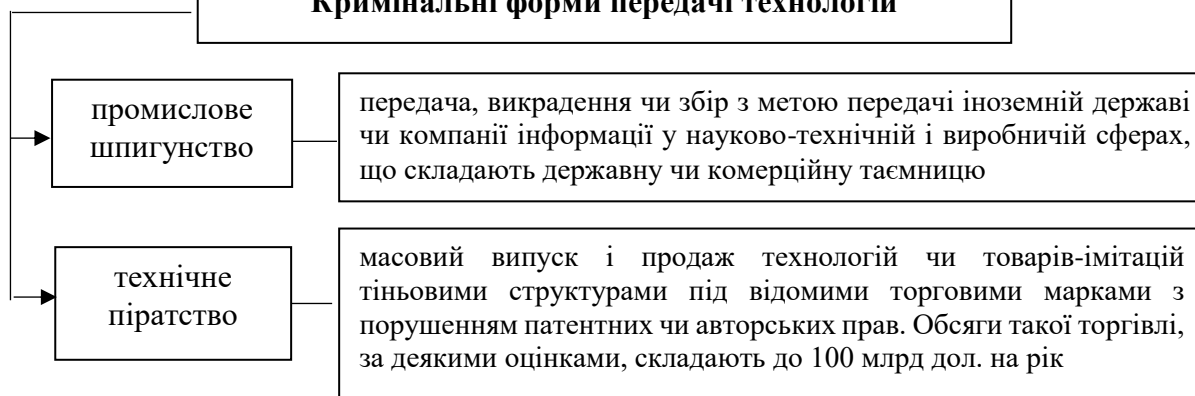 Кримінальні форми передачі технологій
промислове
шпигунство
передача, викрадення чи збір з метою передачі іноземній державі
чи компанії інформації у науково-технічній і виробничій сферах,
що складають державну чи комерційну таємницю
технічне
піратство
масовий випуск і продаж технологій чи товарів-імітацій
тіньовими структурами під відомими торговими марками з
порушенням патентних чи авторських прав. Обсяги такої торгівлі,
за деякими оцінками, складають до 100 млрд дол. на рік